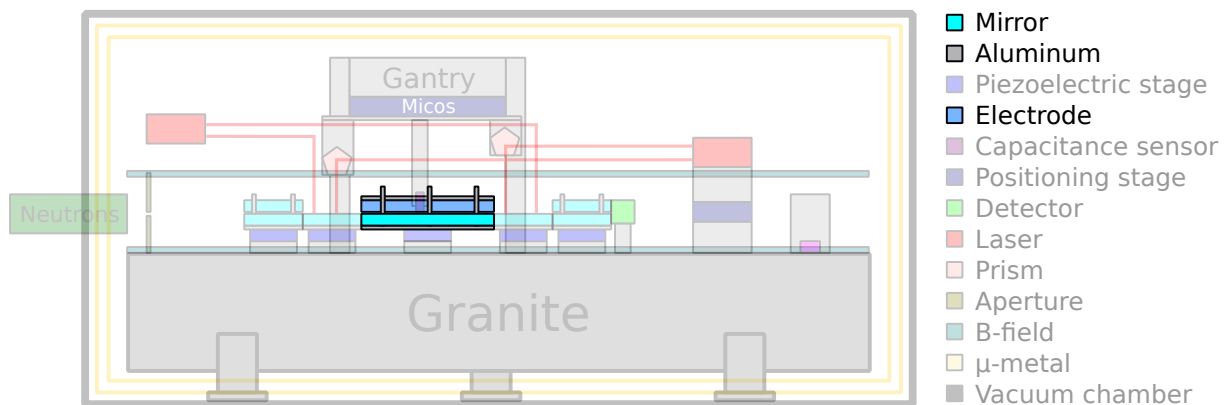 Gantry
Micos
Neutrons
Granite
Mirror
Aluminum
Piezoelectric stage
Electrode
Capacitance sensor
Positioning stage
Detector
Laser
Prism
Aperture
B-field
μ-metal
Vacuum chamber